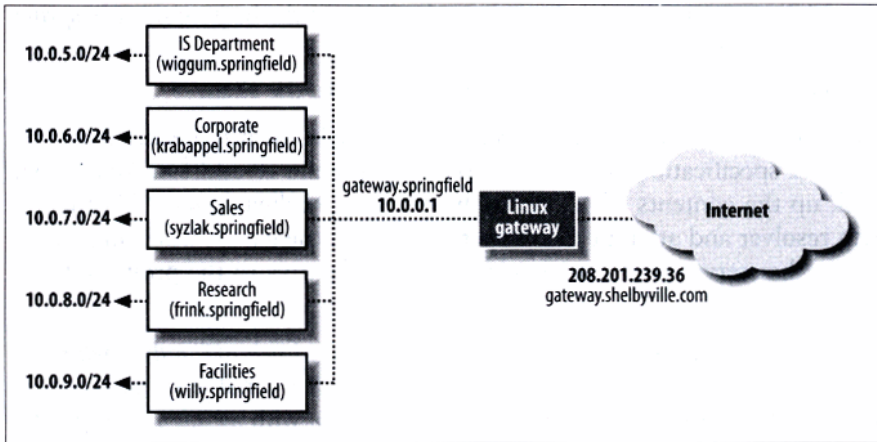 10.0.5.0/24
IS Department
(wiggum.springfield)
10.0.6.0/24
Corporate
(krabappel.springfield)
10.0.7.0/24
Sales
(syzlak.springfield)
10.0.8.0/24
Research
(frink.springfield)
10.0.9.0/24
Facilities
(willy.springfield)
gateway.springfield
10.0.0.1
Linux
gateway
Internet
208.201.239.36
gateway.shelbyville.com